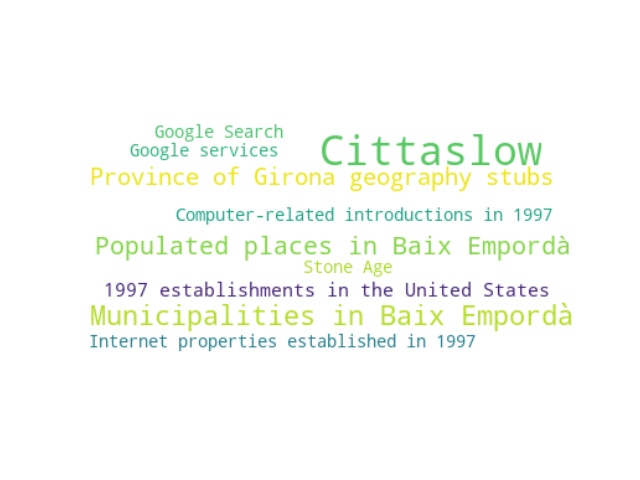 Google Search
Google services
Cittaslow
Province of Girona geography stubs
Computer-related introductions in 1997
Populated places in Baix Empordà
Stone Age
1997 establishments in the United States
Municipalities in Baix Empordà
Internet properties established in 1997